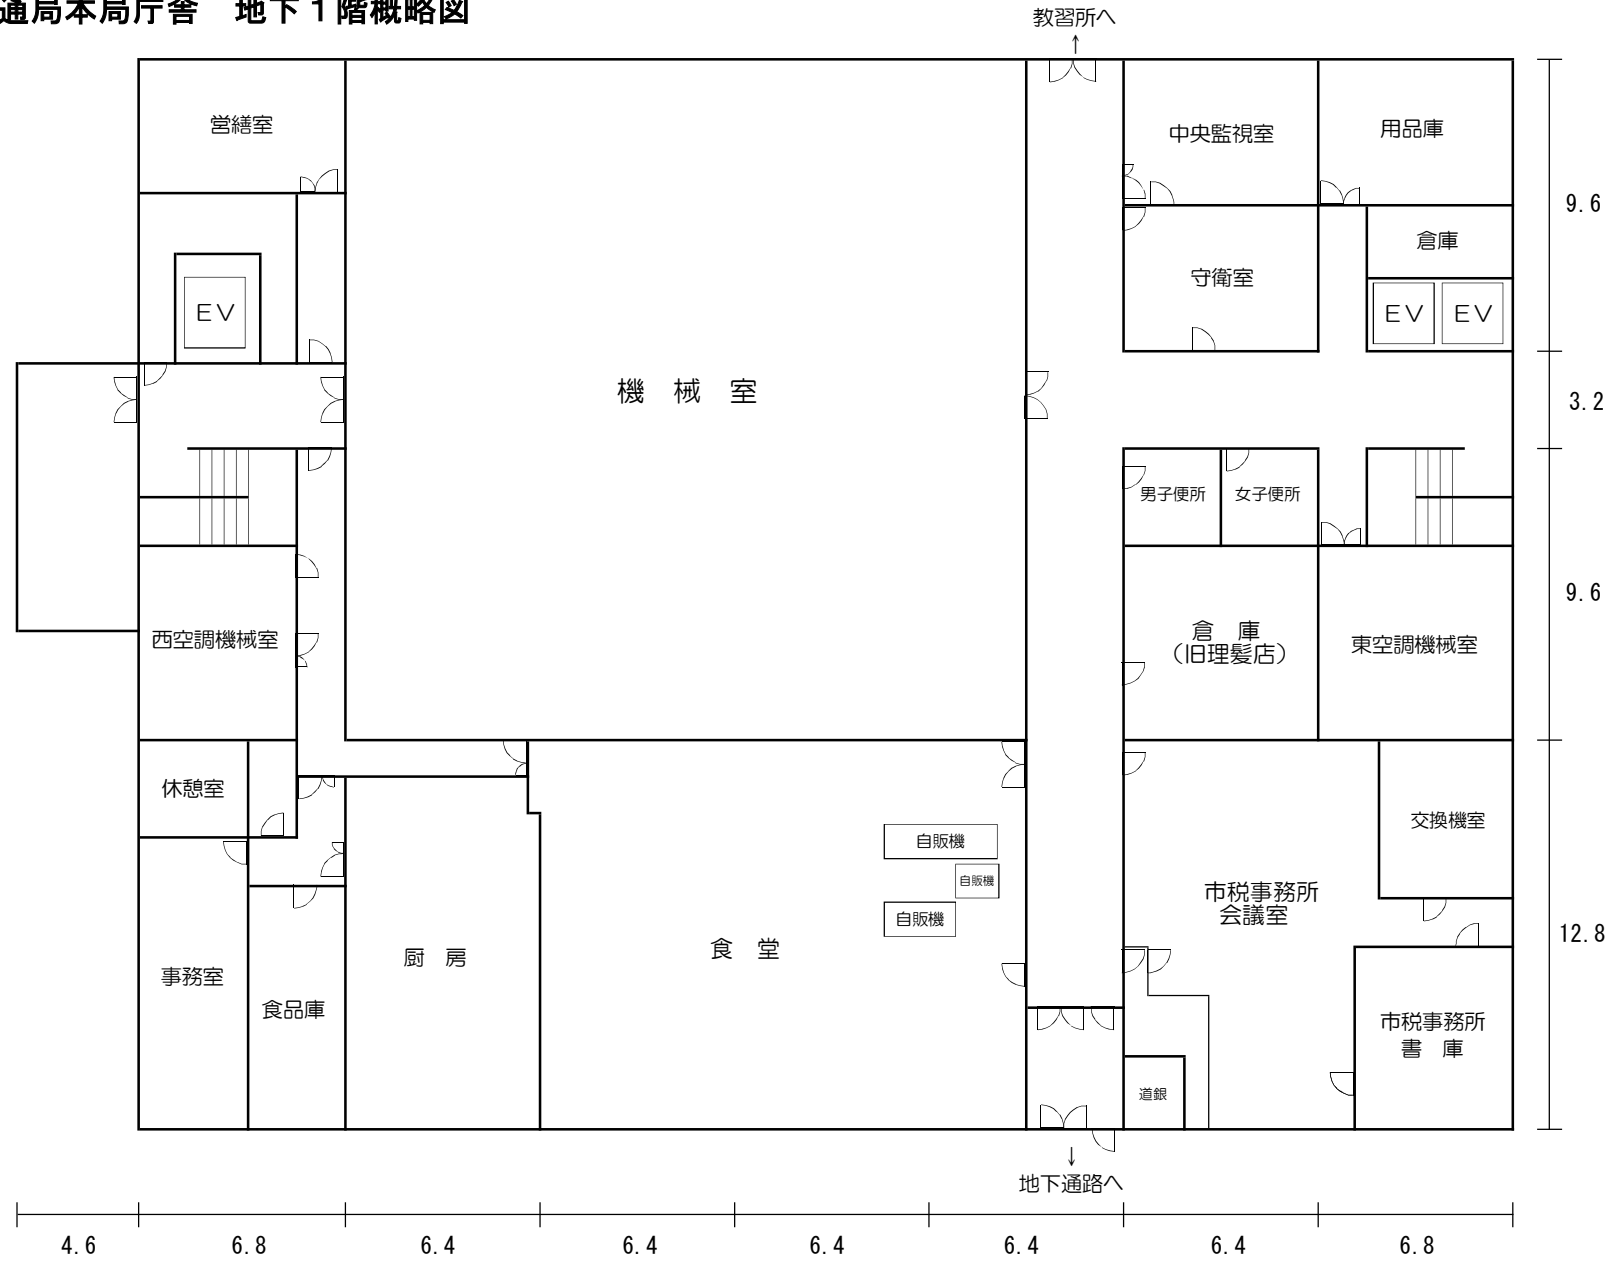 通局本局庁舎　地下１階概略図
教習所へ
↑
営繕室
中央監視室
用品庫
9.6
倉庫
守衛室
ＥＶ
ＥＶ
ＥＶ
機　械　室
3.2
男子便所
女子便所
9.6
西空調機械室
倉　庫
（旧理髪店）
東空調機械室
休憩室
自販機
自販機
自販機
交換機室
市税事務所
会議室
12.8
厨　房
食　堂
事務室
食品庫
市税事務所
書　庫
道銀
↓
地下通路へ
4.6
6.8
6.4
6.4
6.4
6.4
6.4
6.8